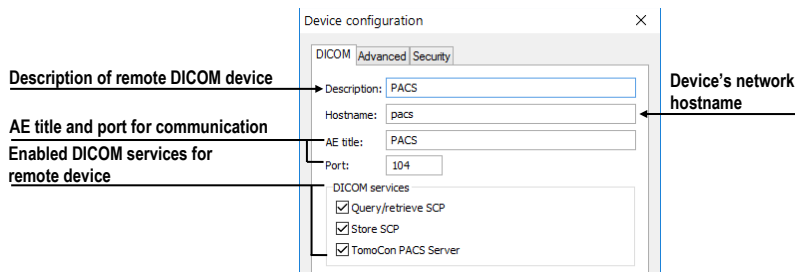 Device configuration
DICOM Advanced Security
Description of remote DICOM device
Description: PACS
Device's network
hostname
Hostname: pacs
AE title and port for communication
AE title: PACS
Enabled DICOM services for
remote device
Port: 104
DICOM services
Query/retrieve SCP
Store SCP
TomoCon PACS Server